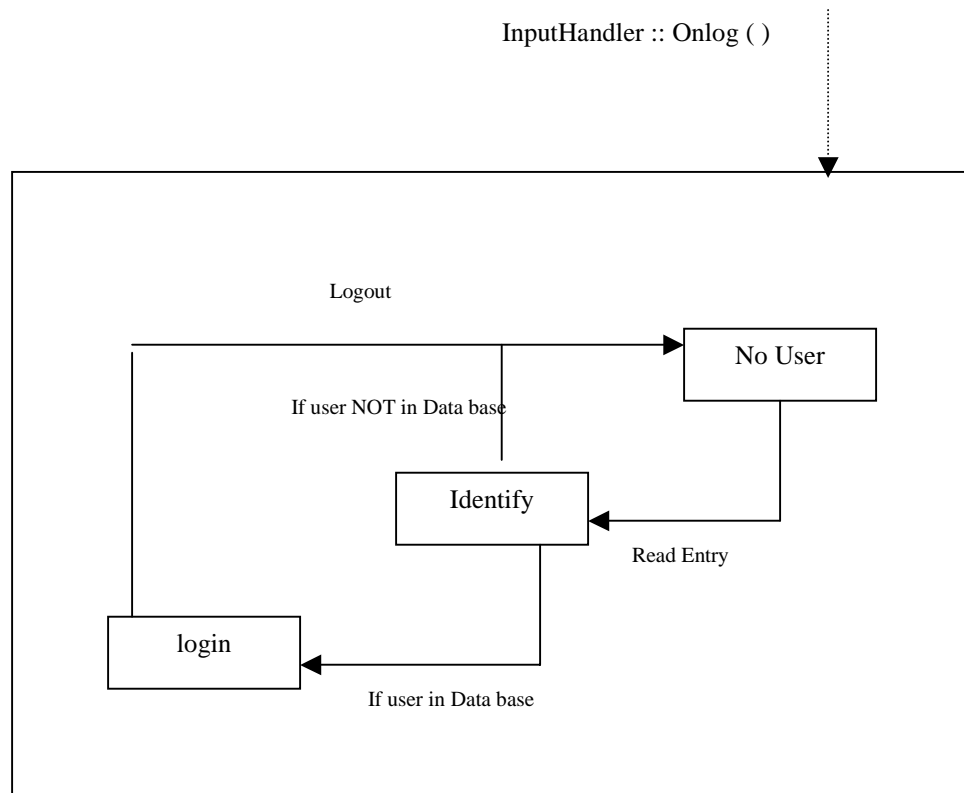 InputHandler :: Onlog ( )
Logout
No User
If user NOT in Data base
Identify
Read Entry
login
If user in Data base